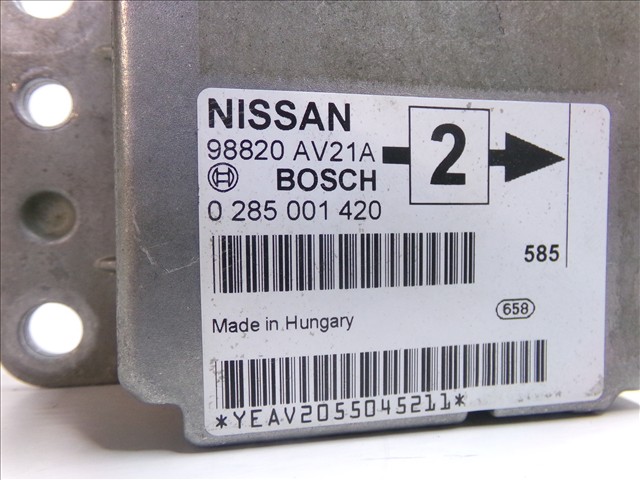 NISSAN
98820 AV21A
2
BOSCH
0 285 001 420
585
Made in Hungary
658
*YEAV2055045211*